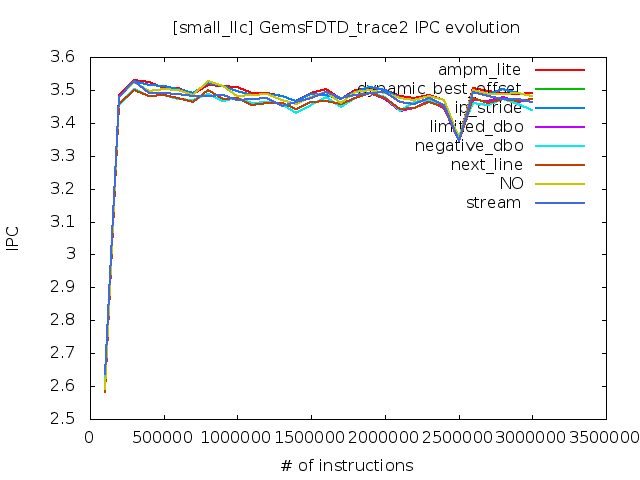 [small_llc] GemsFDTD_trace2 IPC evolution
3.6
3.5
3.4
3.3
3.2
3.1
3
2.9
2.8
2.7
2.6
2.5
IPC
ampm_lite
dynamic_best_offset
ip_stride
limited_dbo
negative_dbo
next_line
NO
stream
0
500000
1000000
1500000
2000000
2500000
3000000
3500000
# of instructions